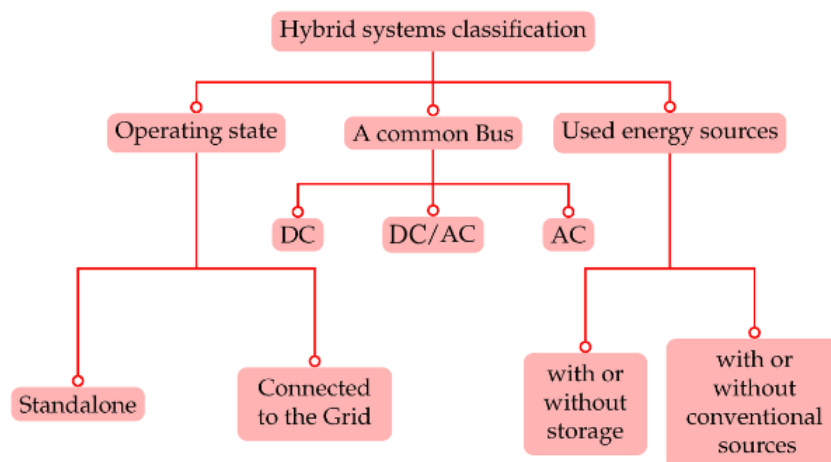 Hybrid systems classification
Operating state
A common Bus
Used energy sources
DC
DC/AC
AC
Standalone
Connected
to the Grid
with or
without
storage
with or
without
conventional
sources